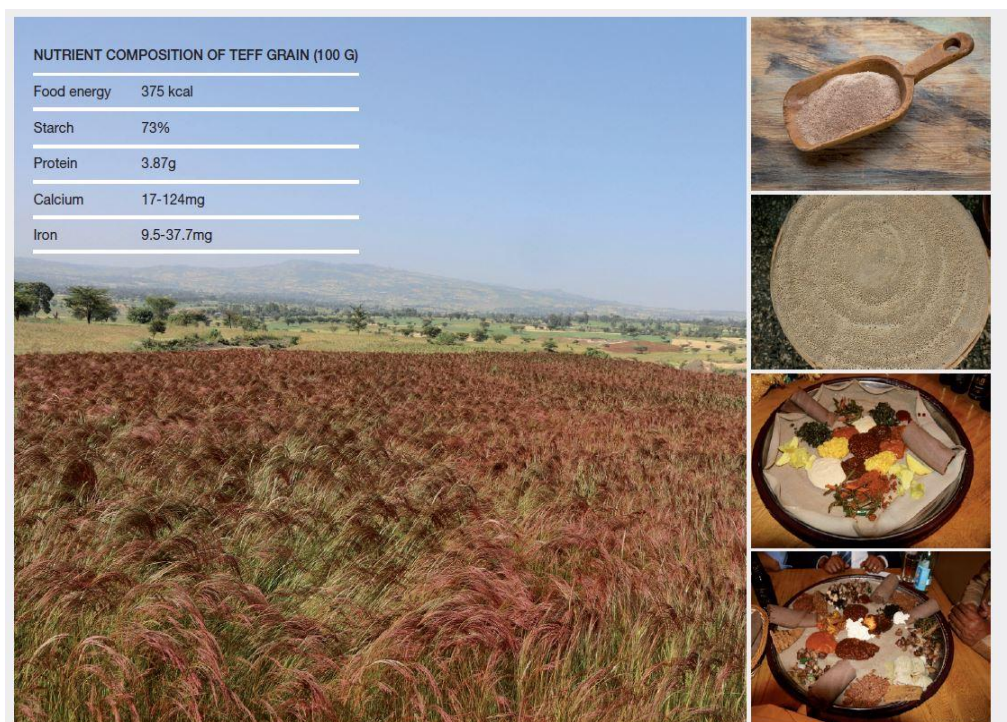 NUTRIENT COMPOSITION OF TEFF GRAIN (100 G)
Food energy 375 kcal
Starch 73%
Protein 3.87g
Calcium 17-124mg
Iron 9.5-37.7mg